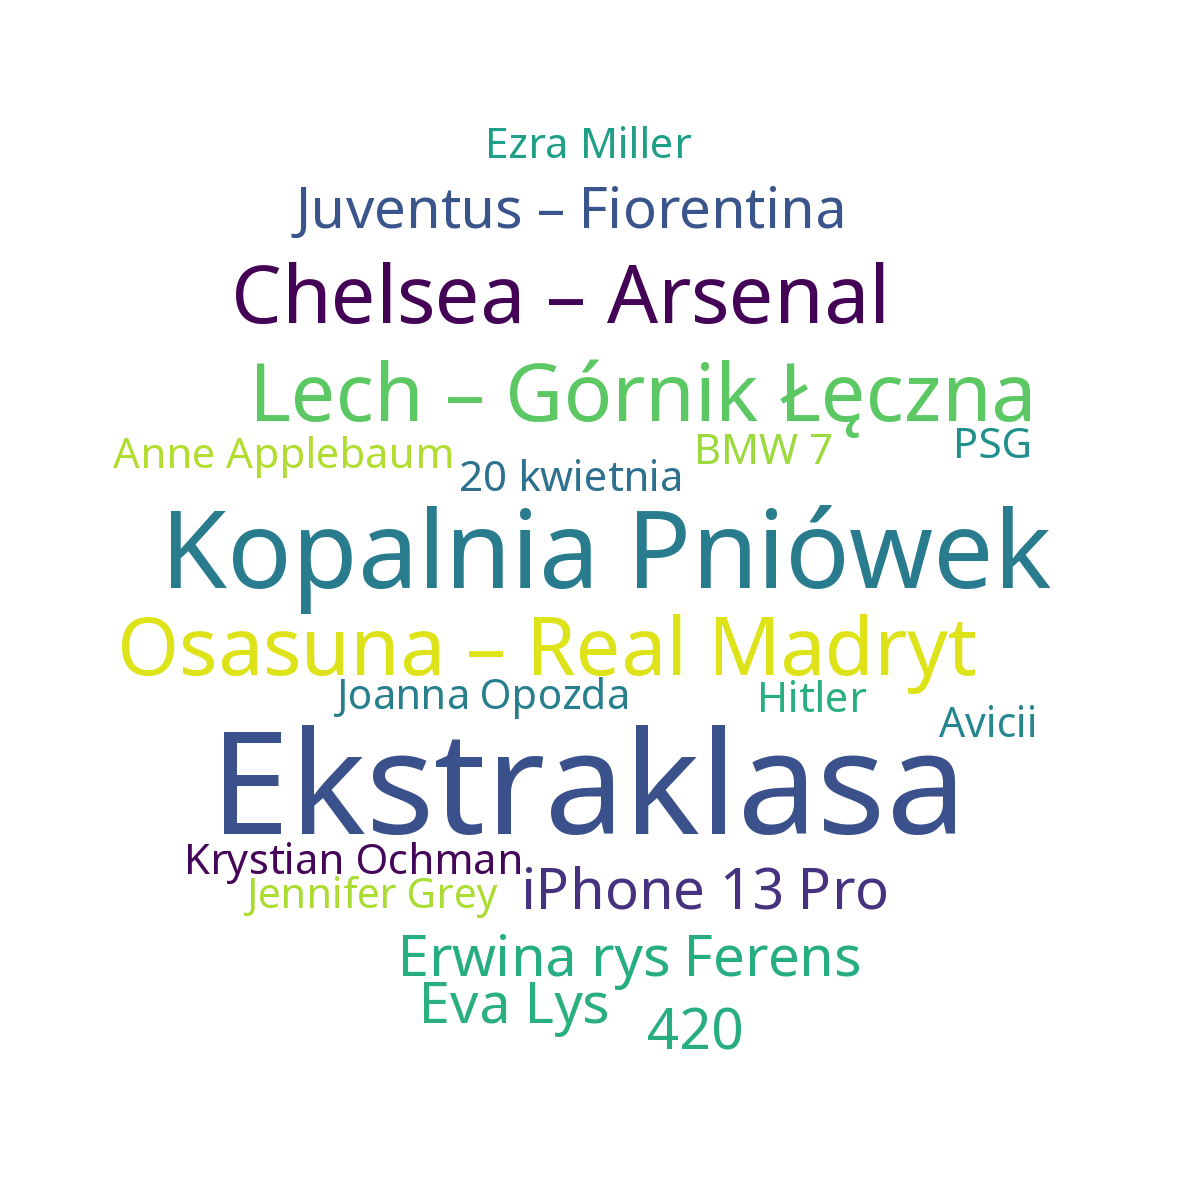 Ezra Miller
Juventus – Fiorentina
Chelsea – Arsenal
Lech – Górnik Łęczna
Anne Applebaum
BMW 7
PSG
20 kwietnia
Kopalnia Pniówek
Osasuna – Real Madryt
Joanna Opozda
Hitler
Avicii
Ekstraklasa
Krystian Ochman
Jennifer Grey
iPhone 13 Pro
Erwina rys Ferens
Eva Lys
420